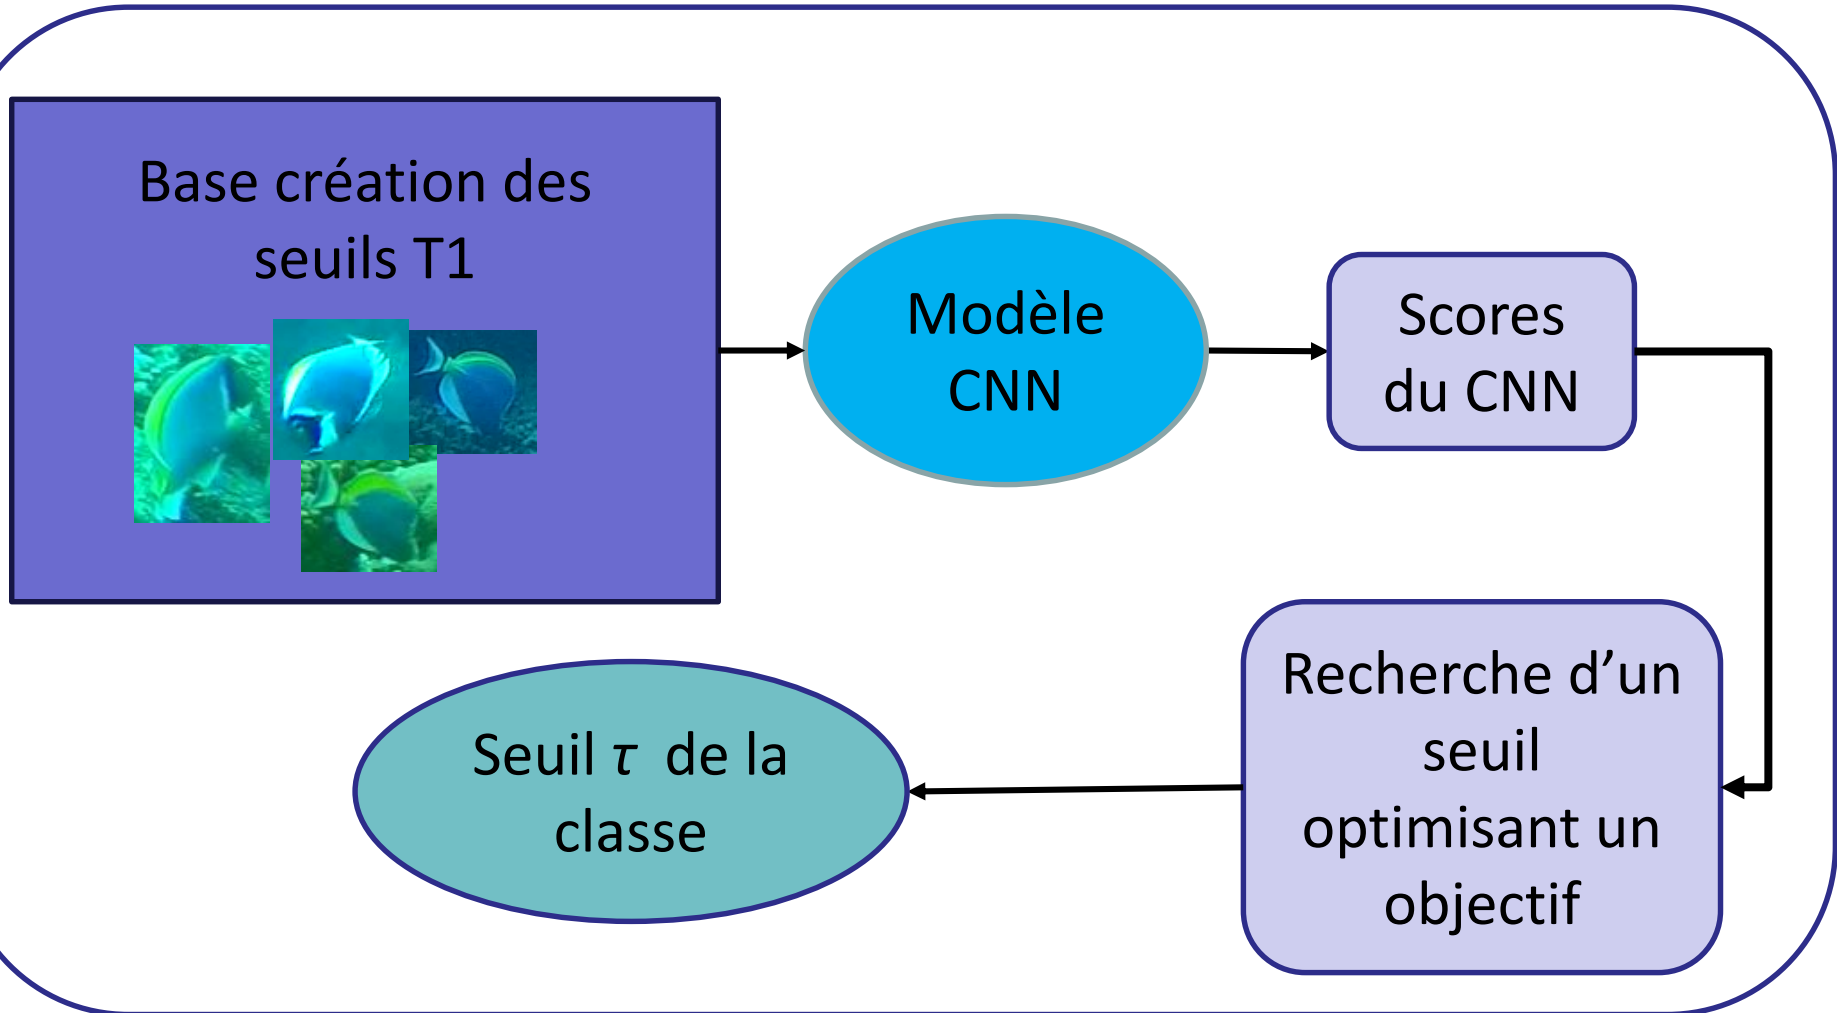 Base création des
seuils T1
Modèle
CNN
Scores
du CNN
Recherche d’un
seuil
optimisant un
objectif
Seuil τ de la
classe